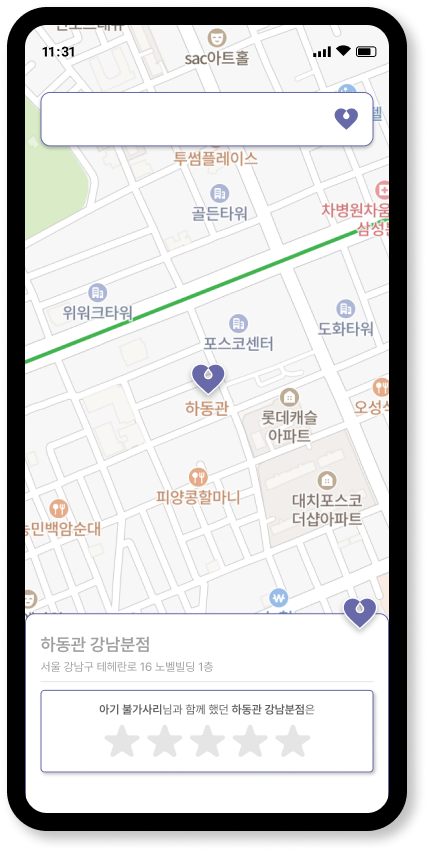 11:31
sac아트홀
투썸플레이스
골든타워
차병원차움
삼성분
위워크타워
포스코센터
도화타워
하동관
롯데캐슬
아파트
오성식
피양콩할마니
대치포스코
더샵아파트
농민백암순대
하동관 강남분점
서울 강남구 테헤란로 16 노벨빌딩 1층
아기 불가사리님과 함께 했던 하동관 강남분점은